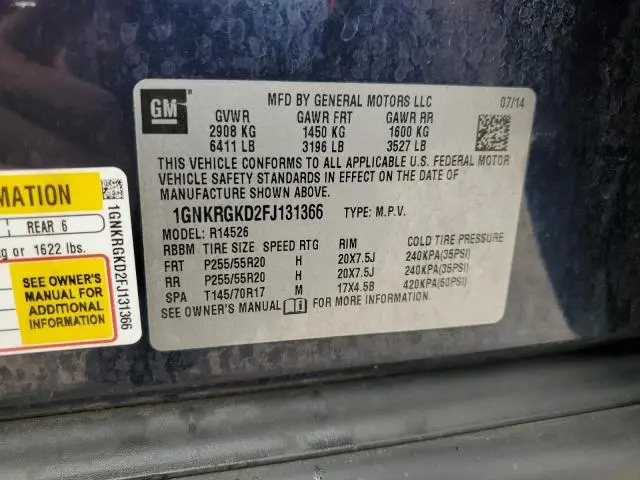 GM
MFD BY GENERAL MOTORS LLC 07/14
GVWR GAWR FRT GAWR RR
2908 KG 1450 KG 1600 KG
6411 LB 3196 LB 3527 LB
THIS VEHICLE CONFORMS TO ALL APPLICABLE U.S. FEDERAL MOTOR
VEHICLE SAFETY STANDARDS IN EFFECT ON THE DATE OF
MANUFACTURE SHOWN ABOVE.
1GNKRGKD2FJ131366 TYPE: M.P.V.
MODEL: R14526
RBBM TIRE SIZE SPEED RTG RIM COLD TIRE PRESSURE
FRT P255/55R20 H 20X7.5J 240KPA(35PSI)
RR P255/55R20 H 20X7.5J 240KPA(35PSI)
SPA T145/70R17 M 17X4.5B 420KPA(60PSI)
SEE OWNER'S MANUAL FOR MORE INFORMATION
MATION
REAR 6
or 1622 lbs.
SEE OWNER'S
MANUAL FOR
ADDITIONAL
INFORMATION
1GNKRGKD2FJ131366